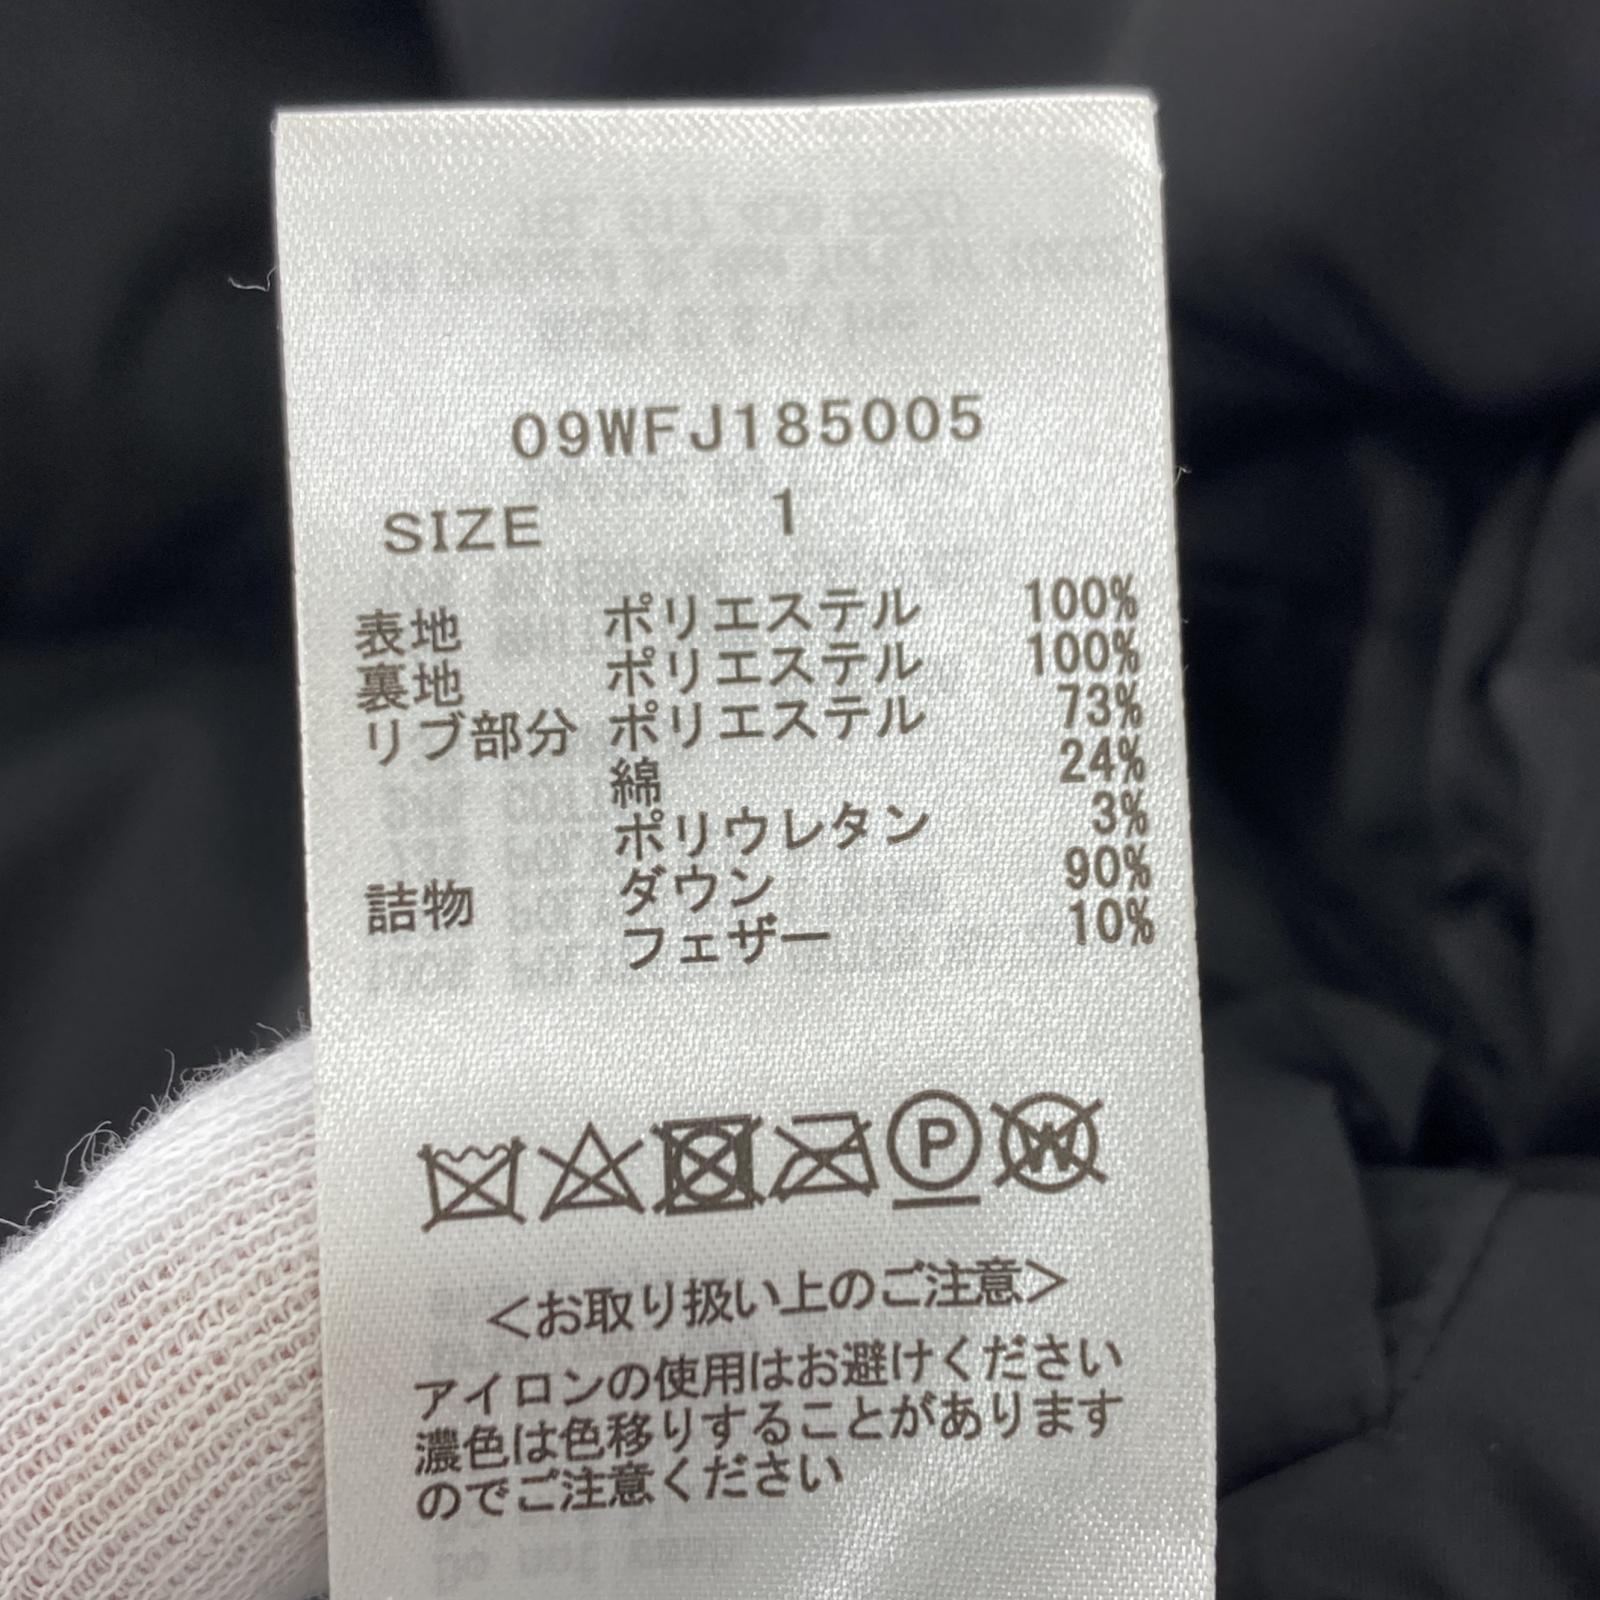 09WFJ185005
SIZE 1
表地 ポリエステル 100%
裏地 ポリエステル 100%
リブ部分 ポリエステル 73%
綿 24%
ポリウレタン 3%
詰物 ダウン 90%
フェザー 10%
P W
<お取り扱い上のご注意>
アイロンの使用はお避けください
濃色は色移りすることがあります
のでご注意ください